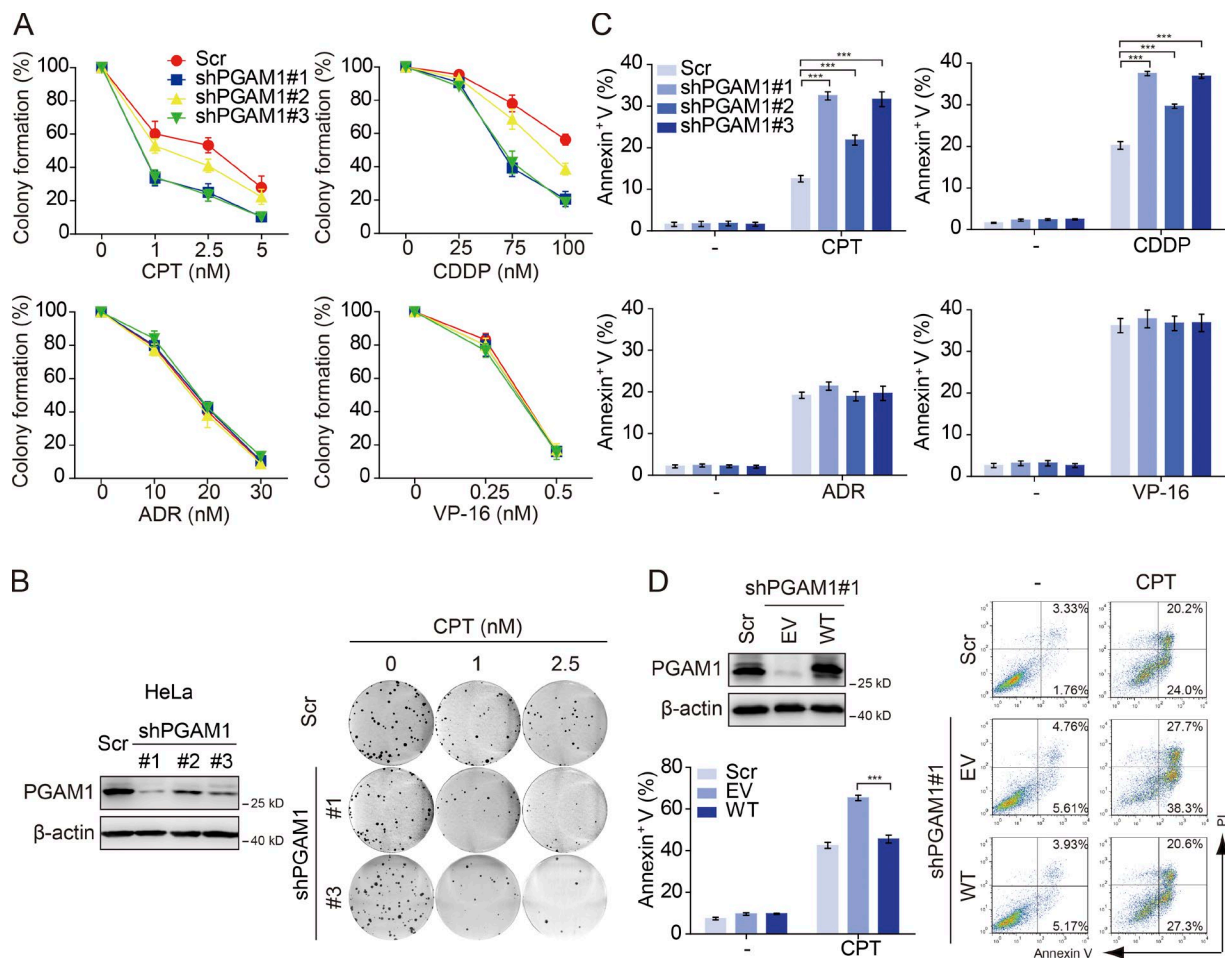 A
Colony formation (%)
100
80
60
40
20
0
0
1
2.5
5
CPT (nM)
Scr
shPGAM1#1
shPGAM1#2
shPGAM1#3
Colony formation (%)
100
80
60
40
20
0
0
25
75
100
CDDP (nM)
Colony formation (%)
100
80
60
40
20
0
0
10
20
30
ADR (nM)
Colony formation (%)
100
80
60
40
20
0
0
0.25
0.5
VP-16 (nM)
B
HeLa
shPGAM1
Scr
#1 #2 #3
PGAM1
–25 kD
β-actin
–40 kD
CPT (nM)
0 1 2.5
Scr
shPGAM1
#1
#3
C
Annexin⁺ V (%)
40
30
20
10
0
Scr
shPGAM1#1
shPGAM1#2
shPGAM1#3
***
***
***
-
CPT
Annexin⁺ V (%)
40
30
20
10
0
***
***
***
-
CDDP
Annexin⁺ V (%)
40
30
20
10
0
-
ADR
Annexin⁺ V (%)
40
20
0
-
VP-16
D
shPGAM1#1
Scr EV WT
PGAM1
–25 kD
β-actin
–40 kD
Annexin⁺ V (%)
80
60
40
20
0
Scr
EV
WT
***
-
CPT
- CPT
Scr
3.33%
1.76%
20.2%
24.0%
shPGAM1#1
EV
4.76%
5.61%
27.7%
38.3%
WT
3.93%
5.17%
20.6%
27.3%
PI
Annexin V